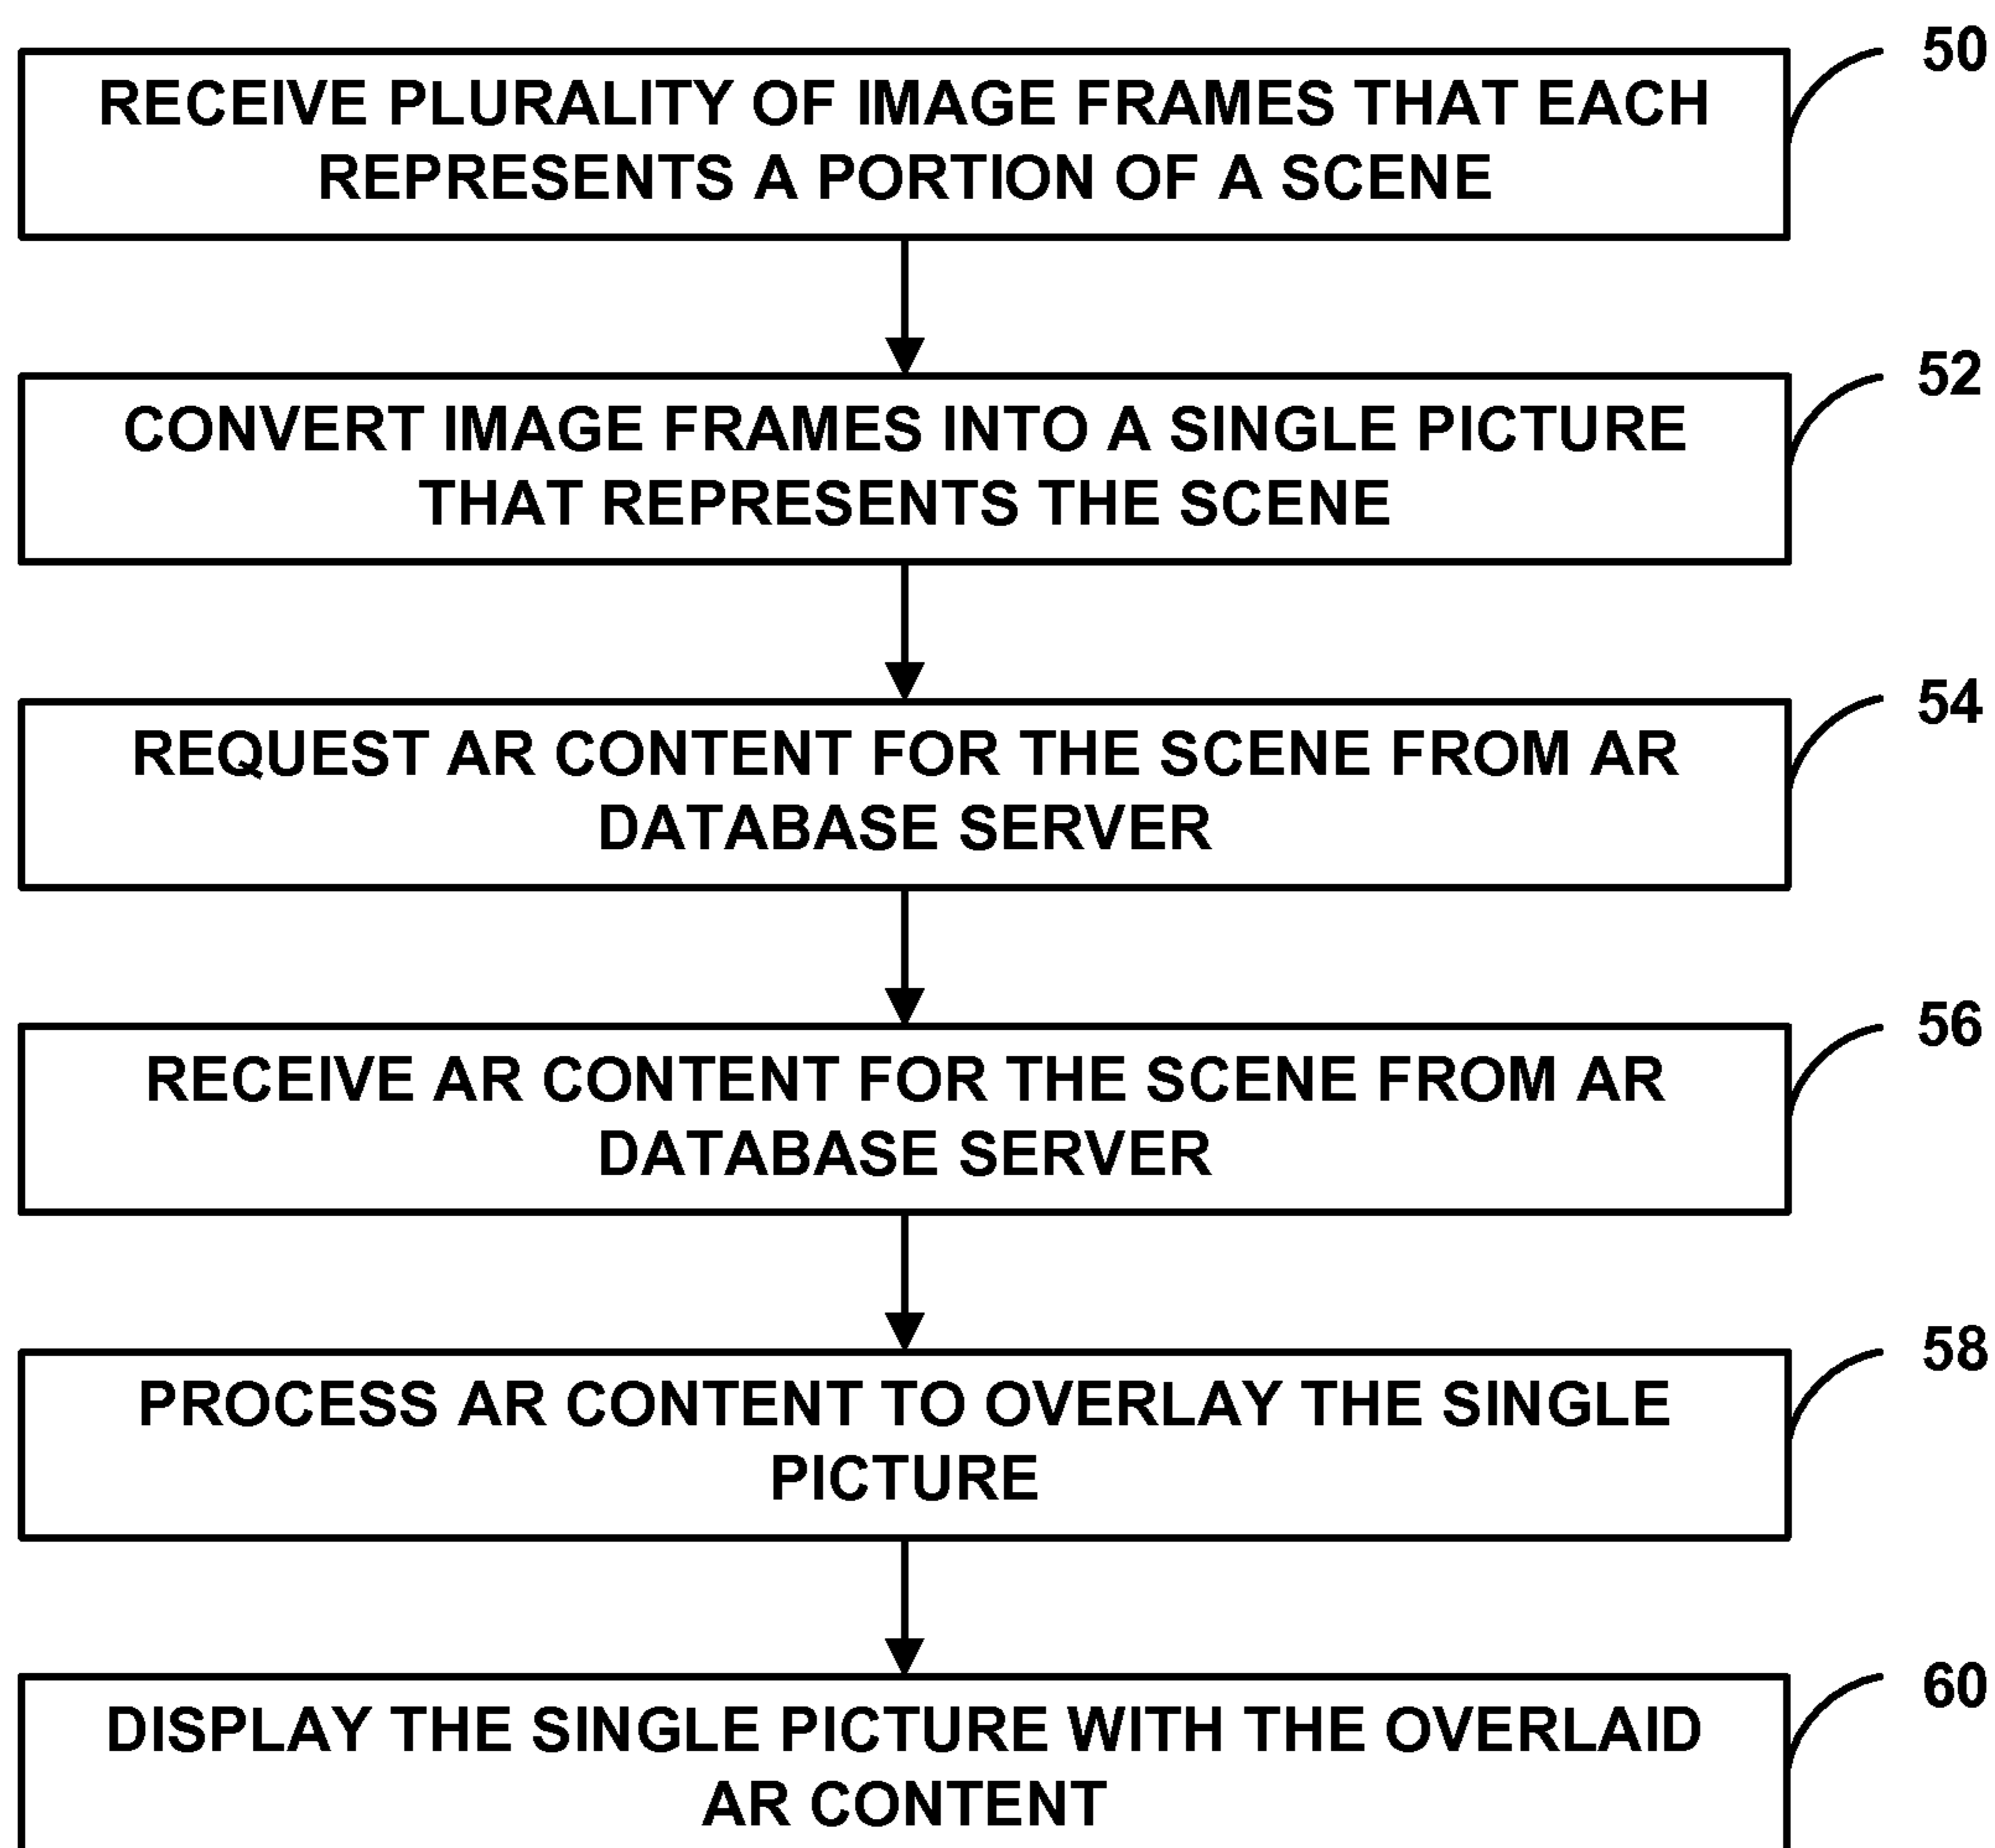 50
RECEIVE PLURALITY OF IMAGE FRAMES THAT EACH
REPRESENTS A PORTION OF A SCENE
52
CONVERT IMAGE FRAMES INTO A SINGLE PICTURE
THAT REPRESENTS THE SCENE
54
REQUEST AR CONTENT FOR THE SCENE FROM AR
DATABASE SERVER
56
RECEIVE AR CONTENT FOR THE SCENE FROM AR
DATABASE SERVER
58
PROCESS AR CONTENT TO OVERLAY THE SINGLE
PICTURE
60
DISPLAY THE SINGLE PICTURE WITH THE OVERLAID
AR CONTENT